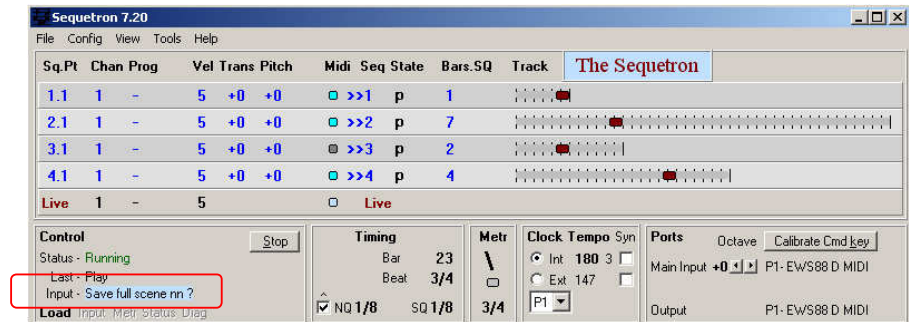 Sequetron 7.20
File Config View Tools Help
Sq.Pt Chan Prog Vel Trans Pitch Midi Seq State Bars.SQ Track The Sequetron
1.1 1 - 5 +0 +0 >>1 p 1
2.1 1 - 5 +0 +0 >>2 p 7
3.1 1 - 5 +0 +0 >>3 p 2
4.1 1 - 5 +0 +0 >>4 p 4
Live 1 - 5 Live
Control Stop Timing Metr Clock Tempo Syn Ports Octave Calibrate Cmd key
Status - Running Bar 23 \ Int 180 3 Main Input +0 P1- EWS88 D MIDI
Last - Play Beat 3/4 Ext 147
Input - Save full scene nn ? ^ P1
Load Input Metr Status Diag NQ 1/8 SQ 1/8 3/4 Output P1- EWS88 D MIDI